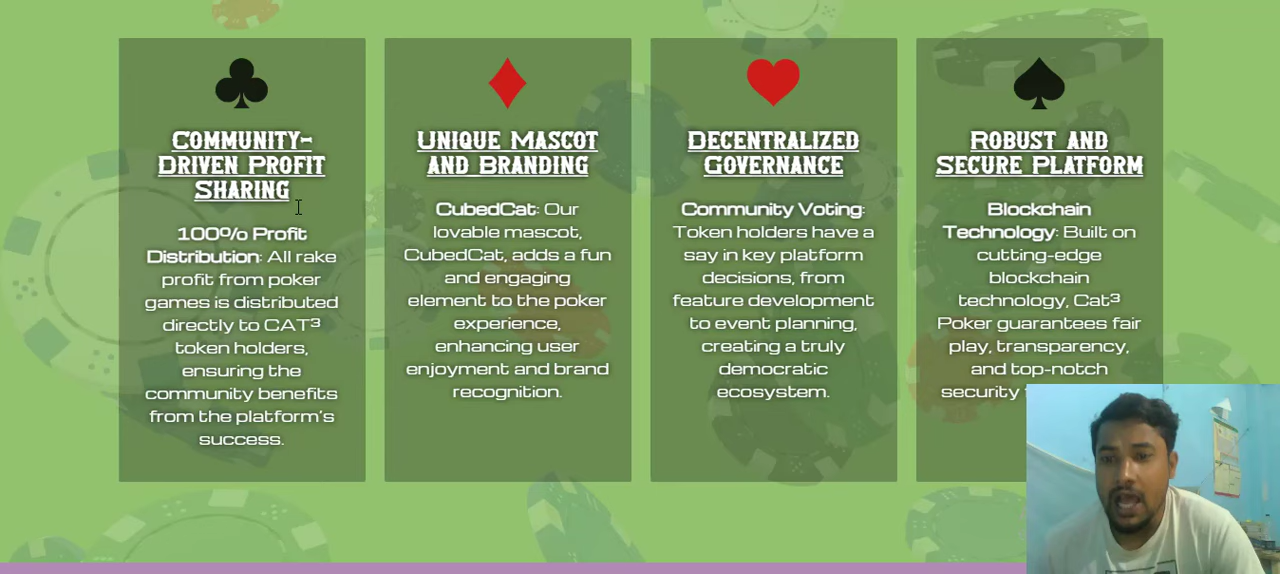 Community-
Driven Profit
Sharing
100% Profit
Distribution: All rake
profit from poker
games is distributed
directly to CAT³
token holders,
ensuring the
community benefits
from the platform's
success.
Unique Mascot
and Branding
CubedCat: Our
lovable mascot,
CubedCat, adds a fun
and engaging
element to the poker
experience,
enhancing user
enjoyment and brand
recognition.
Decentralized
Governance
Community Voting:
Token holders have a
say in key platform
decisions, from
feature development
to event planning,
creating a truly
democratic
ecosystem.
Robust and
Secure Platform
Blockchain
Technology: Built on
cutting-edge
blockchain
technology, Cat³
Poker guarantees fair
play, transparency,
and top-notch
security